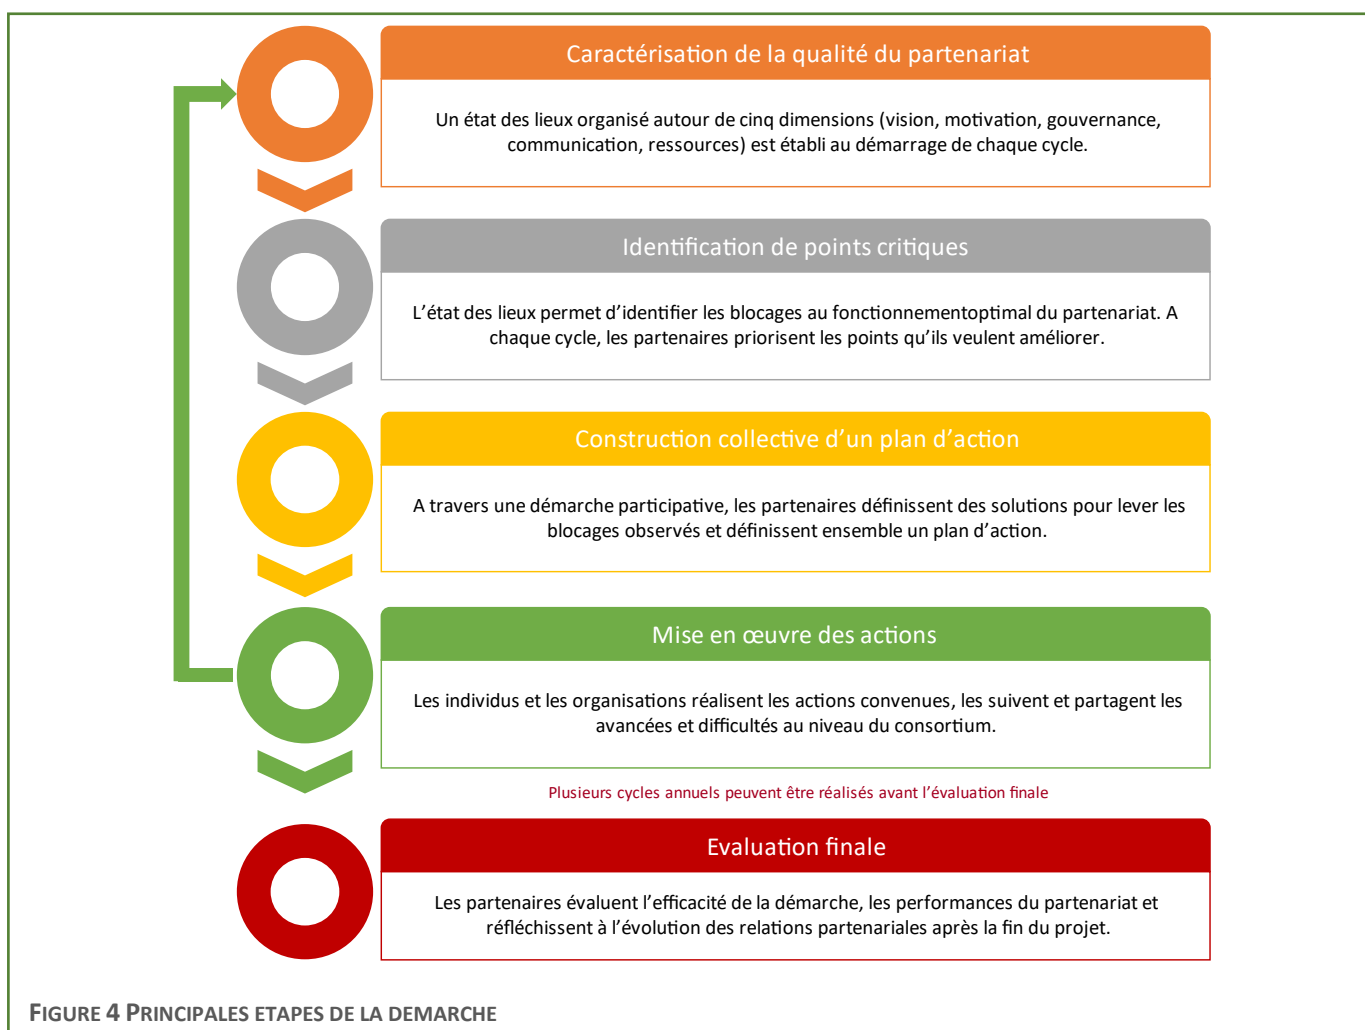 Caractérisation de la qualité du partenariat
Un état des lieux organisé autour de cinq dimensions (vision, motivation, gouvernance,
communication, ressources) est établi au démarrage de chaque cycle.
Identification de points critiques
L’état des lieux permet d’identifier les blocages au fonctionnementoptimal du partenariat. A
chaque cycle, les partenaires priorisent les points qu’ils veulent améliorer.
Construction collective d’un plan d’action
A travers une démarche participative, les partenaires définissent des solutions pour lever les
blocages observés et définissent ensemble un plan d’action.
Mise en œuvre des actions
Les individus et les organisations réalisent les actions convenues, les suivent et partagent les
avancées et difficultés au niveau du consortium.
Plusieurs cycles annuels peuvent être réalisés avant l’évaluation finale
Evaluation finale
Les partenaires évaluent l’efficacité de la démarche, les performances du partenariat et
réfléchissent à l’évolution des relations partenariales après la fin du projet.
FIGURE 4 PRINCIPALES ETAPES DE LA DEMARCHE